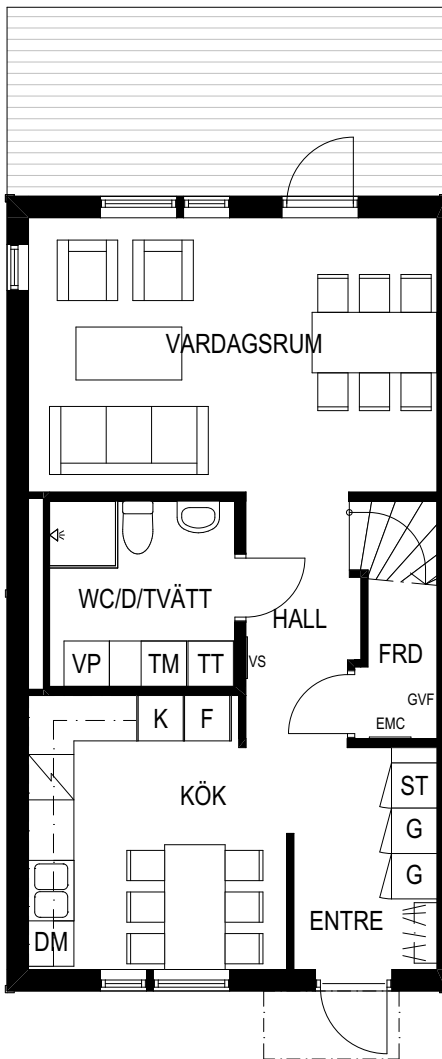 VARDAGSRUM
WC/D/TVÄTT
HALL
FRD
VP
TM
TT
VS
GVF
EMC
K
F
ST
KÖK
G
G
DM
ENTRE